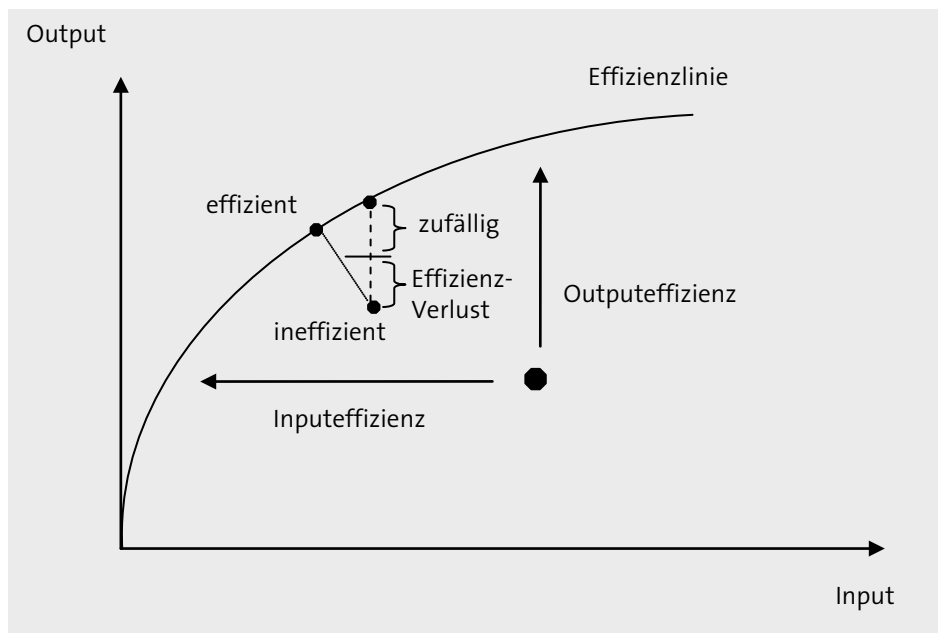 Output
Effizienzlinie
effizient
zufällig
Effizienz-
Verlust
Outputeffizienz
ineffizient
Inputeffizienz
Input